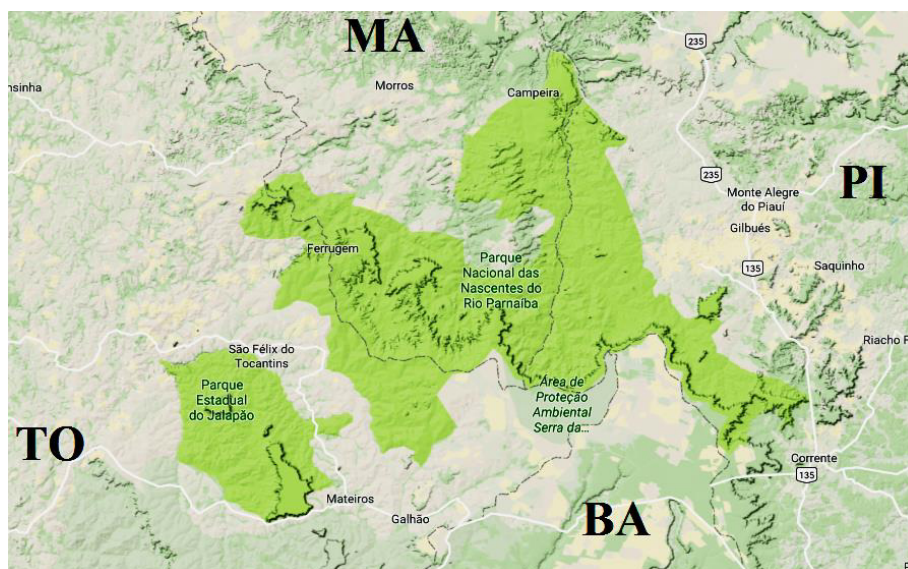 MA
235
Morros
Campeira
nsinha
235
PI
Monte Alegre
do Piauí
Gilbués
Ferrugem
Parque
Nacional das
Nascentes do
Rio Parnaíba
135
Saquinho
São Félix do
Tocantins
Riacho F
Parque
Estadual
do Jalapão
Área de
Proteção
Ambiental
Serra da...
TO
Corrente
135
Mateiros
Galhão
BA